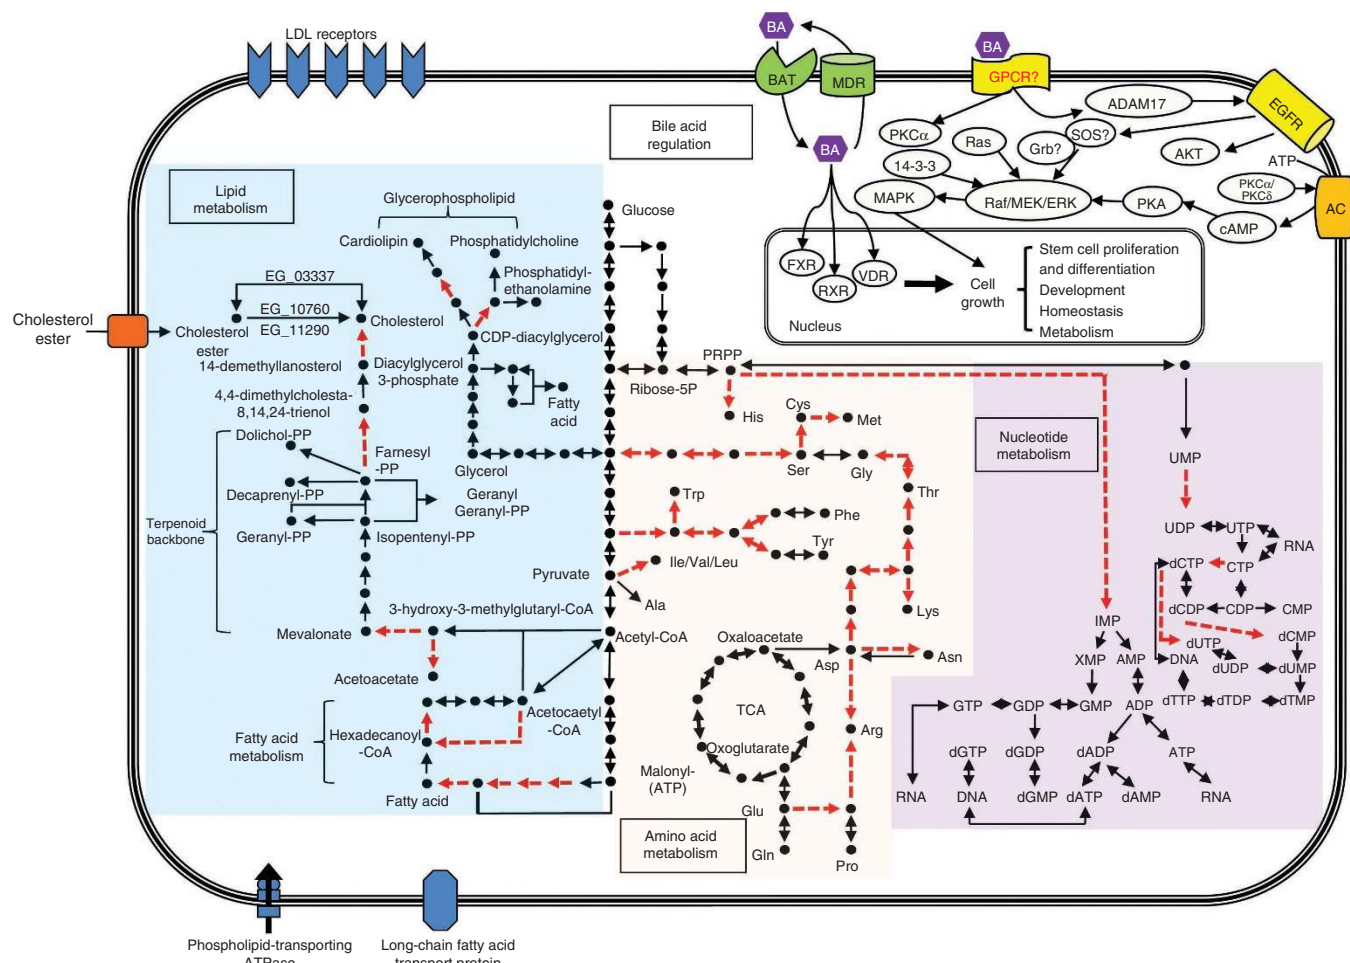 LDL receptors
BA
BAT
MDR
BA
GPCR?
ADAM17
EGFR
PKCα
Ras
Grb?
SOS?
AKT
ATP
14-3-3
MAPK
Raf/MEK/ERK
PKA
cAMP
PKCα/
PKCδ
AC
Bile acid
regulation
BA
FXR
RXR
VDR
Nucleus
Cell
growth
Stem cell proliferation
and differentiation
Development
Homeostasis
Metabolism
Lipid
metabolism
Glycerophospholipid
Cardiolipin
Phosphatidylcholine
Phosphatidyl-
ethanolamine
Glucose
EG_03337
EG_10760
EG_11290
Cholesterol
ester
Cholesterol
ester
Cholesterol
CDP-diacylglycerol
14-demethyllanosterol
Diacylglycerol
3-phosphate
Fatty
acid
4,4-dimethylcholesta-
8,14,24-trienol
Dolichol-PP
Farnesyl
-PP
Glycerol
Decaprenyl-PP
Geranyl
Geranyl-PP
Terpenoid
backbone
Geranyl-PP
Isopentenyl-PP
Pyruvate
3-hydroxy-3-methylglutaryl-CoA
Mevalonate
Acetyl-CoA
Acetoacetate
Acetocaetyl
-CoA
Fatty acid
metabolism
Hexadecanoyl
-CoA
Fatty acid
Malonyl-
(ATP)
PRPP
Ribose-5P
His
Cys
Met
Ser
Gly
Thr
Trp
Phe
Tyr
Ile/Val/Leu
Ala
Lys
Oxaloacetate
Asp
Asn
TCA
Oxoglutarate
Arg
Glu
Gln
Pro
Amino acid
metabolism
Nucleotide
metabolism
UMP
UDP
UTP
RNA
dCTP
CTP
dCDP
CDP
CMP
IMP
dUTP
dCMP
XMP
AMP
DNA
dUDP
dUMP
GTP
GDP
GMP
ADP
dTTP
dTDP
dTMP
dGTP
dGDP
dADP
ATP
RNA
DNA
dGMP
dATP
dAMP
RNA
Phospholipid-transporting
ATPase
Long-chain fatty acid
transport protein